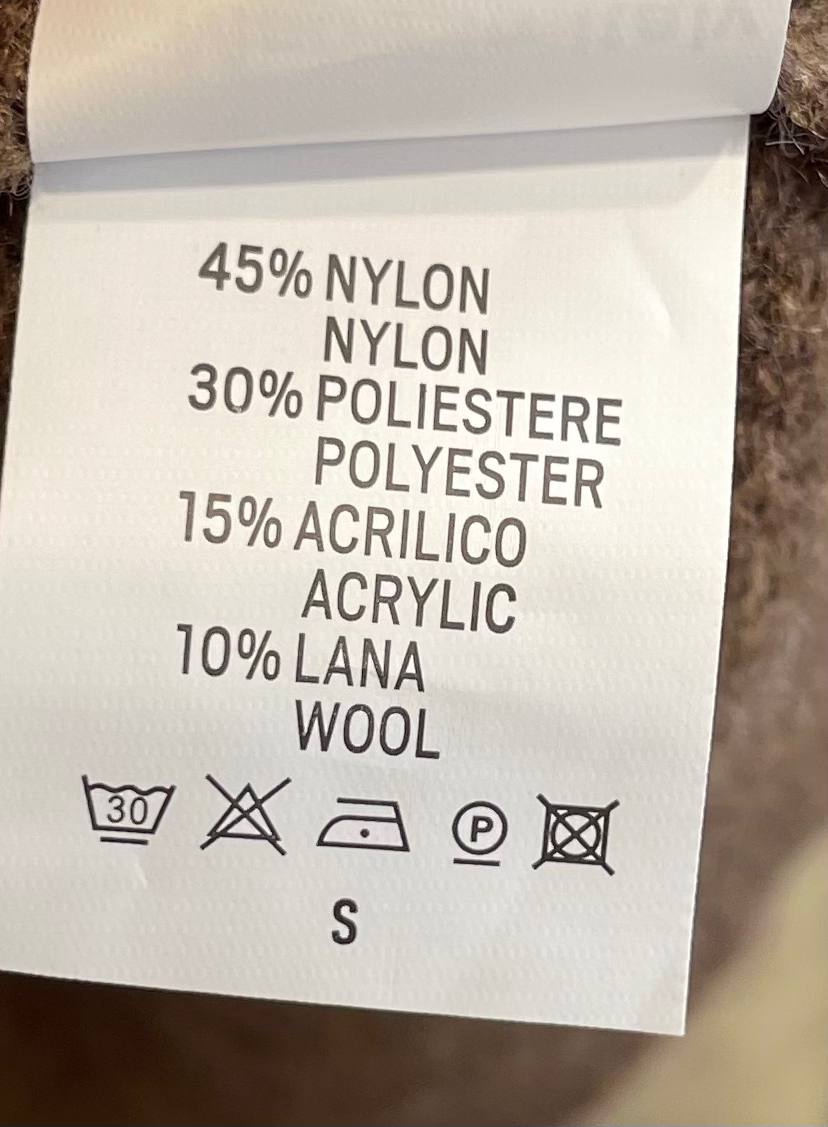 45% NYLON
NYLON
30% POLIESTERE
POLYESTER
15% ACRILICO
ACRYLIC
10% LANA
WOOL
30 P
S